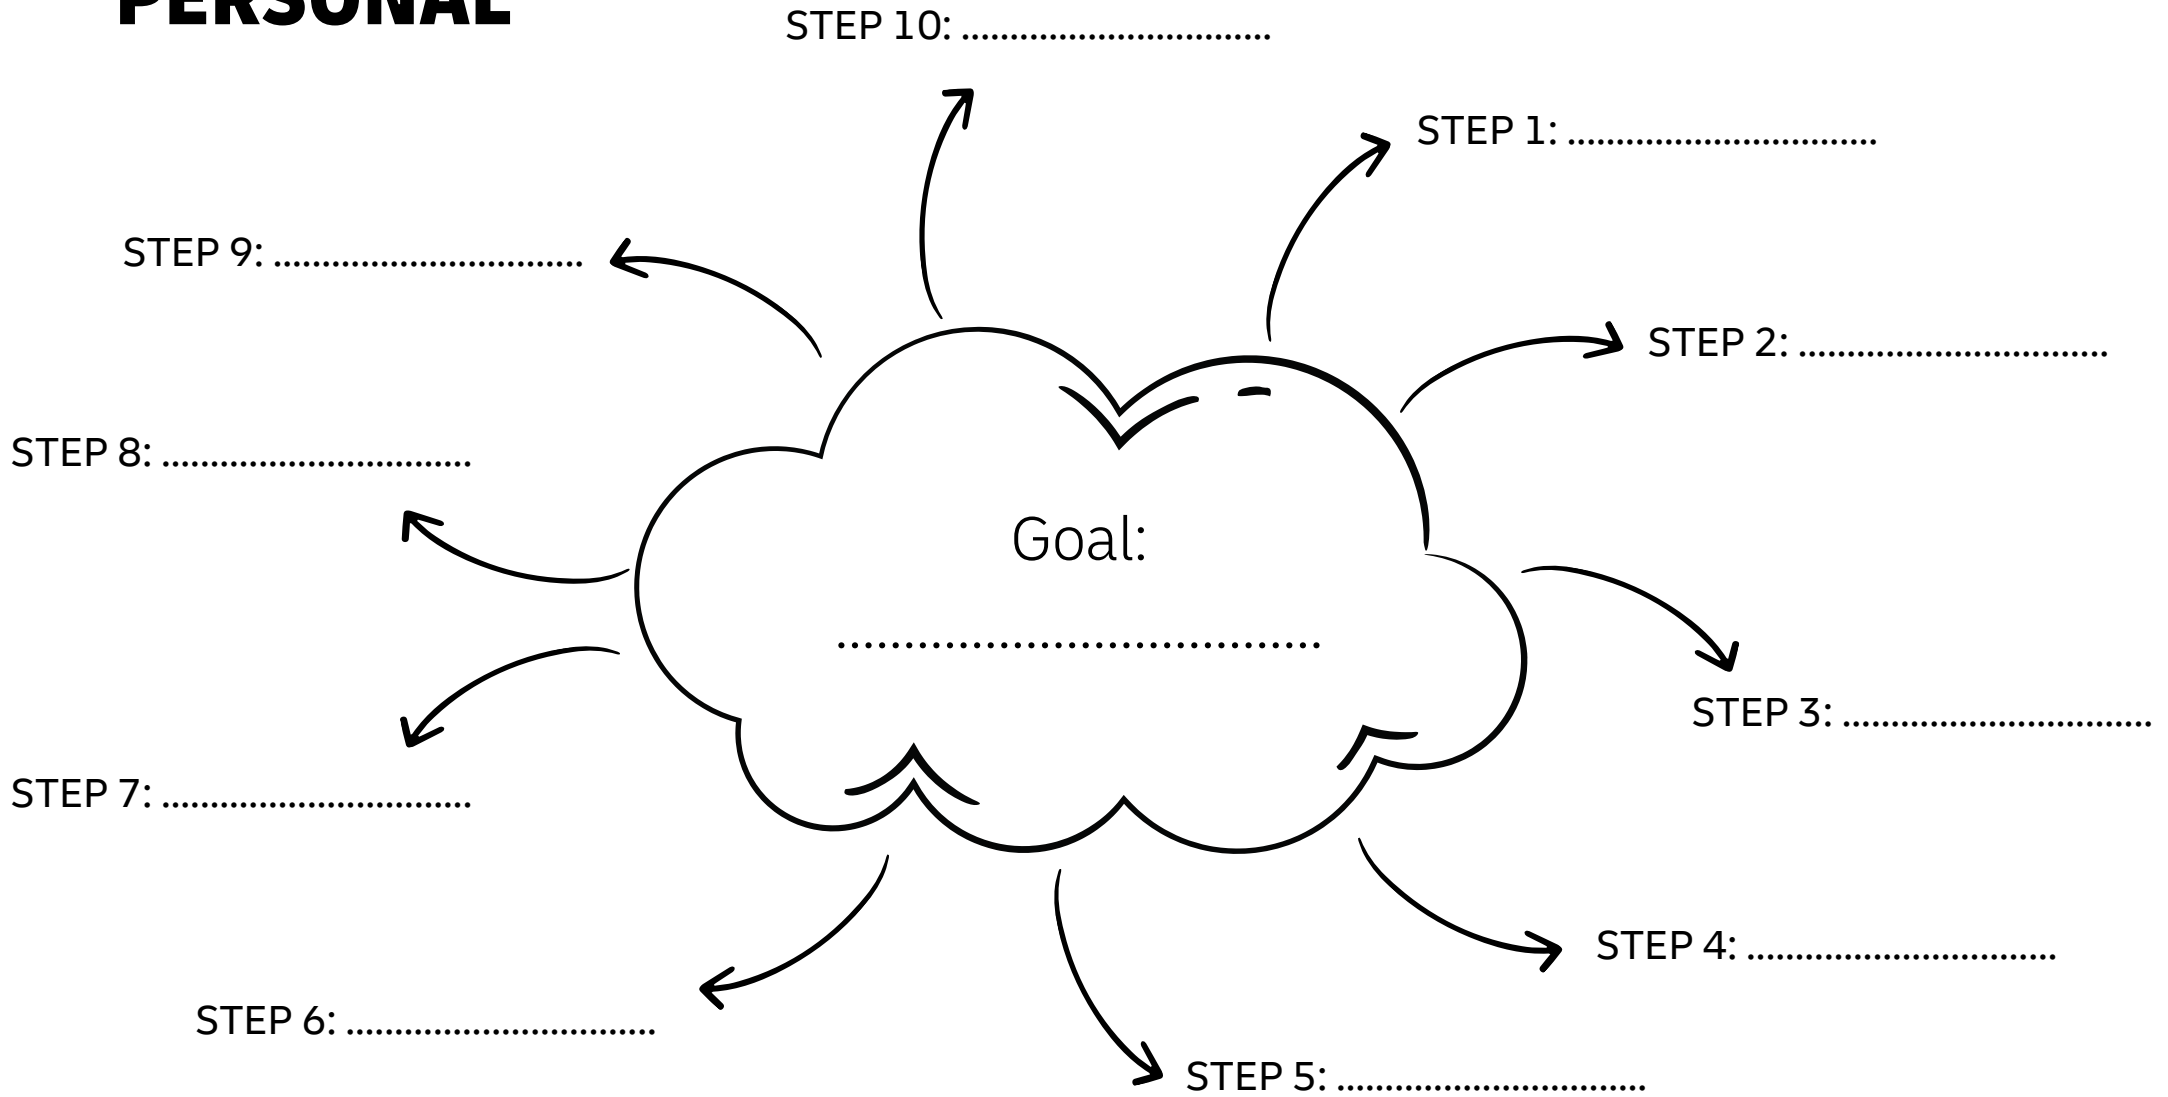 PERSONAL
STEP 10: ................................
STEP 1: ................................
STEP 9: ................................
STEP 2: ................................
STEP 8: ................................
Goal:
....................................
STEP 3: ................................
STEP 7: ................................
STEP 4: ................................
STEP 6: ................................
STEP 5: ................................